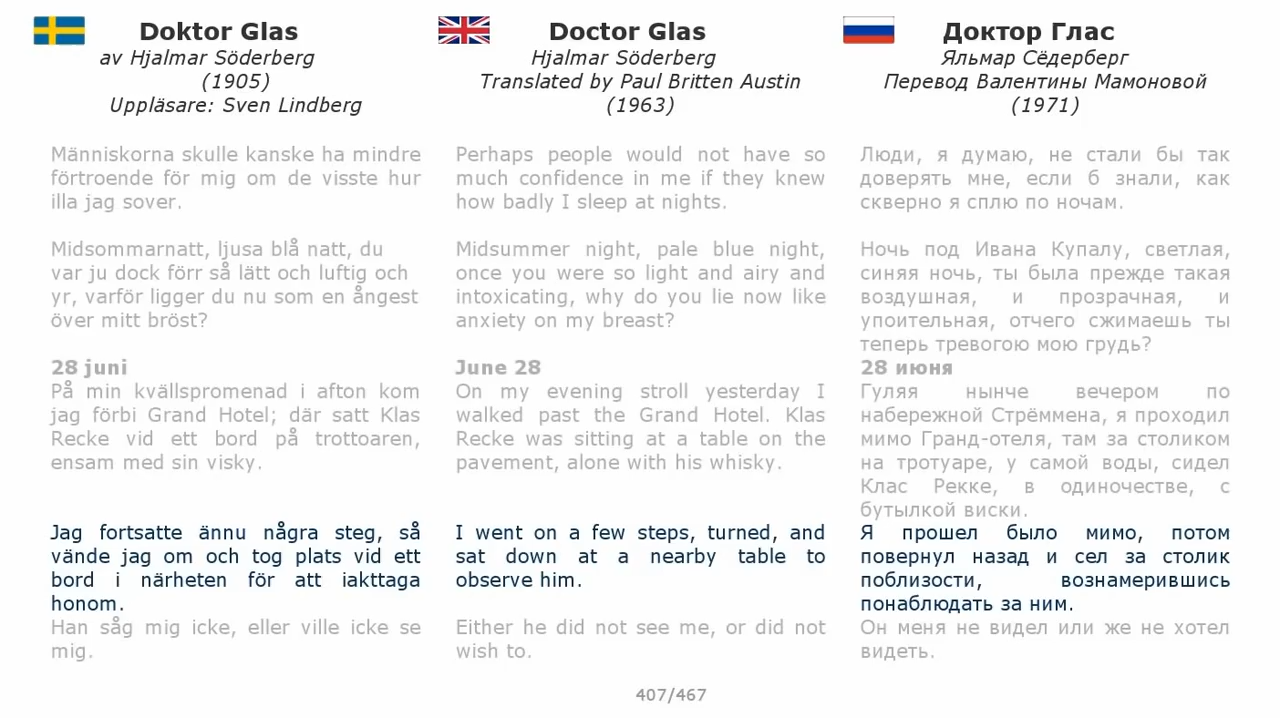 Doktor Glas
av Hjalmar Söderberg
(1905)
Uppläsare: Sven Lindberg
Människorna skulle kanske ha mindre
förtroende för mig om de visste hur
illa jag sover.
Midsommarnatt, ljusa blå natt, du
var ju dock förr så lätt och luftig och
yr, varför ligger du nu som en ångest
över mitt bröst?
28 juni
På min kvällspromenad i afton kom
jag förbi Grand Hotel; där satt Klas
Recke vid ett bord på trottoaren,
ensam med sin visky.
Jag fortsatte ännu några steg, så
vände jag om och tog plats vid ett
bord i närheten för att iakttaga
honom.
Han såg mig icke, eller ville icke se
mig.
Doctor Glas
Hjalmar Söderberg
Translated by Paul Britten Austin
(1963)
Perhaps people would not have so
much confidence in me if they knew
how badly I sleep at nights.
Midsummer night, pale blue night,
once you were so light and airy and
intoxicating, why do you lie now like
anxiety on my breast?
June 28
On my evening stroll yesterday I
walked past the Grand Hotel. Klas
Recke was sitting at a table on the
pavement, alone with his whisky.
I went on a few steps, turned, and
sat down at a nearby table to
observe him.
Either he did not see me, or did not
wish to.
Доктор Глас
Яльмар Сёдерберг
Перевод Валентины Мамоновой
(1971)
Люди, я думаю, не стали бы так
доверять мне, если б знали, как
скверно я сплю по ночам.
Ночь под Ивана Купалу, светлая,
синяя ночь, ты была прежде такая
воздушная, и прозрачная, и
упоительная, отчего сжимаешь ты
теперь тревогою мою грудь?
28 июня
Гуляя нынче вечером по
набережной Стрёммена, я проходил
мимо Гранд-отеля, там за столиком
на тротуаре, у самой воды, сидел
Клас Рекке, в одиночестве, с
бутылкой виски.
Я прошел было мимо, потом
повернул назад и сел за столик
поблизости, вознамерившись
понаблюдать за ним.
Он меня не видел или же не хотел
видеть.
407/467